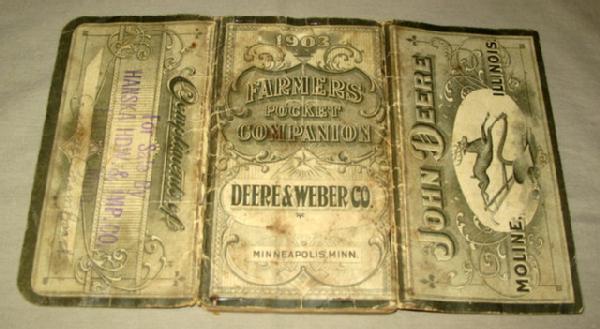 Compliments of
For Sale By
HANSKA HDW. & IMP. CO.
1903
FARMERS
POCKET
COMPANION
DEERE & WEBER CO.
MINNEAPOLIS, MINN.
JOHN DEERE
MOLINE, ILLINOIS.